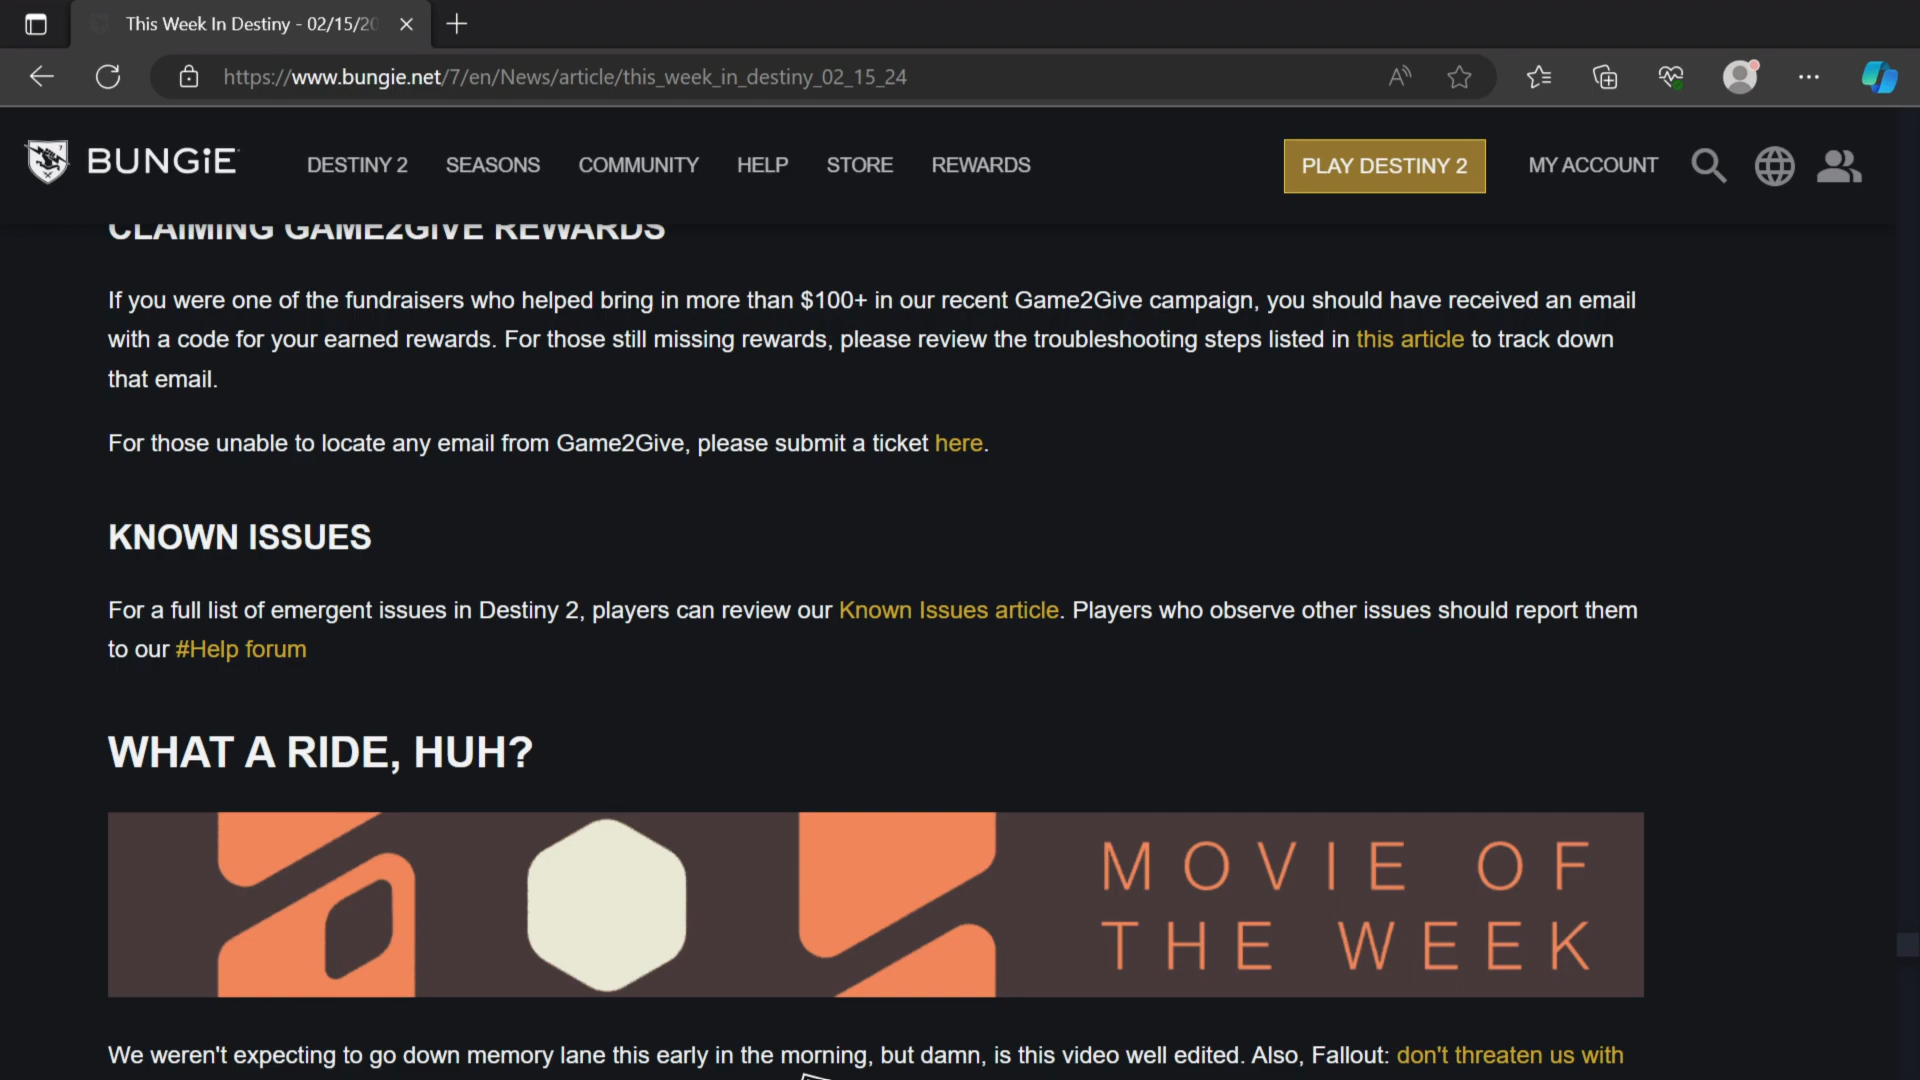 This Week In Destiny - 02/15/20
https://www.bungie.net/7/en/News/article/this_week_in_destiny_02_15_24
BUNGiE
DESTINY 2
SEASONS
COMMUNITY
HELP
STORE
REWARDS
PLAY DESTINY 2
MY ACCOUNT
CLAIMING GAME2GIVE REWARDS
If you were one of the fundraisers who helped bring in more than $100+ in our recent Game2Give campaign, you should have received an email
with a code for your earned rewards. For those still missing rewards, please review the troubleshooting steps listed in this article to track down
that email.
For those unable to locate any email from Game2Give, please submit a ticket here.
KNOWN ISSUES
For a full list of emergent issues in Destiny 2, players can review our Known Issues article. Players who observe other issues should report them
to our #Help forum
WHAT A RIDE, HUH?
MOVIE OF
THE WEEK
We weren't expecting to go down memory lane this early in the morning, but damn, is this video well edited. Also, Fallout: don't threaten us with